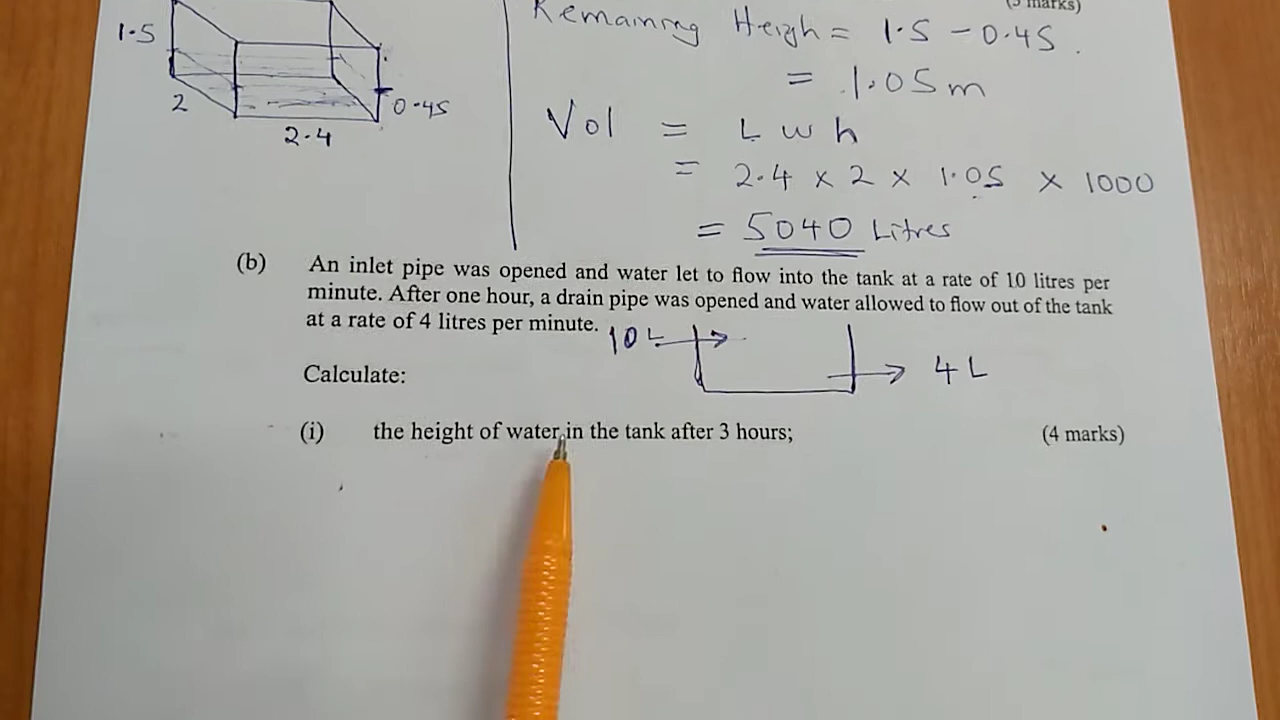 (3 marks)
Remaining Heigh = 1.5 - 0.45.
= 1.05m
1.5
2
2.4
0.45
Vol = L w h
= 2.4 x 2 x 1.05 x 1000
= 5040 Litres
(b) An inlet pipe was opened and water let to flow into the tank at a rate of 10 litres per
minute. After one hour, a drain pipe was opened and water allowed to flow out of the tank
at a rate of 4 litres per minute.
10 L
4 L
Calculate:
(i) the height of water in the tank after 3 hours; (4 marks)